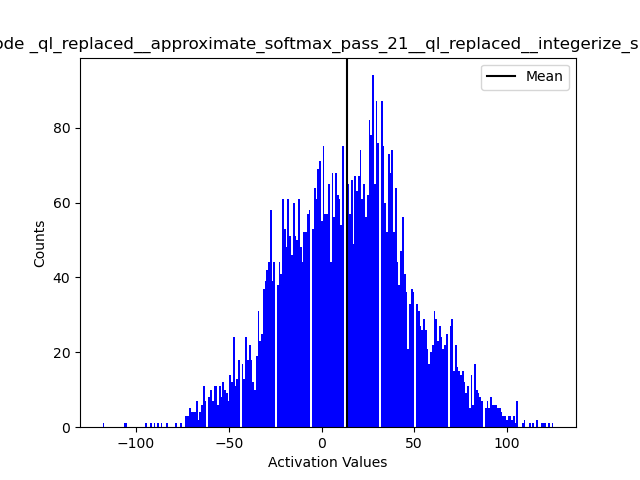 ode _ql_replaced__approximate_softmax_pass_21__ql_replaced__integerize_s
Mean
80
60
40
20
0
Counts
−100
−50
0
50
100
Activation Values